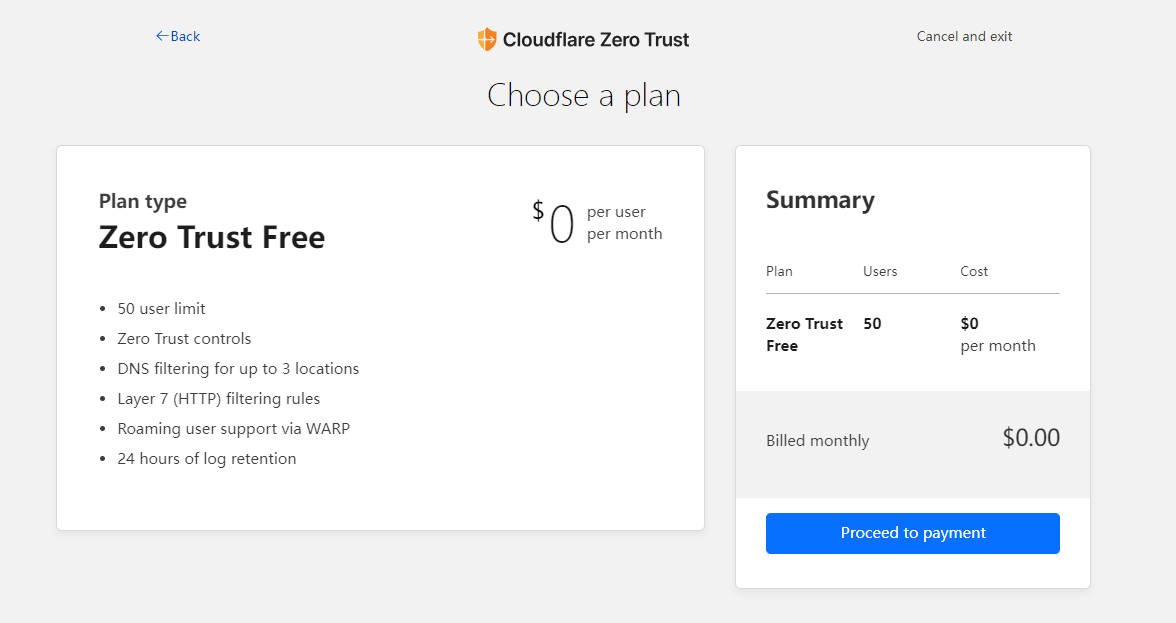 ←Back
Cloudflare Zero Trust
Cancel and exit
Choose a plan
Plan type
Zero Trust Free
$0
per user
per month
• 50 user limit
• Zero Trust controls
• DNS filtering for up to 3 locations
• Layer 7 (HTTP) filtering rules
• Roaming user support via WARP
• 24 hours of log retention
Summary
Plan Users Cost
Zero Trust 50 $0
Free per month
Billed monthly $0.00
Proceed to payment